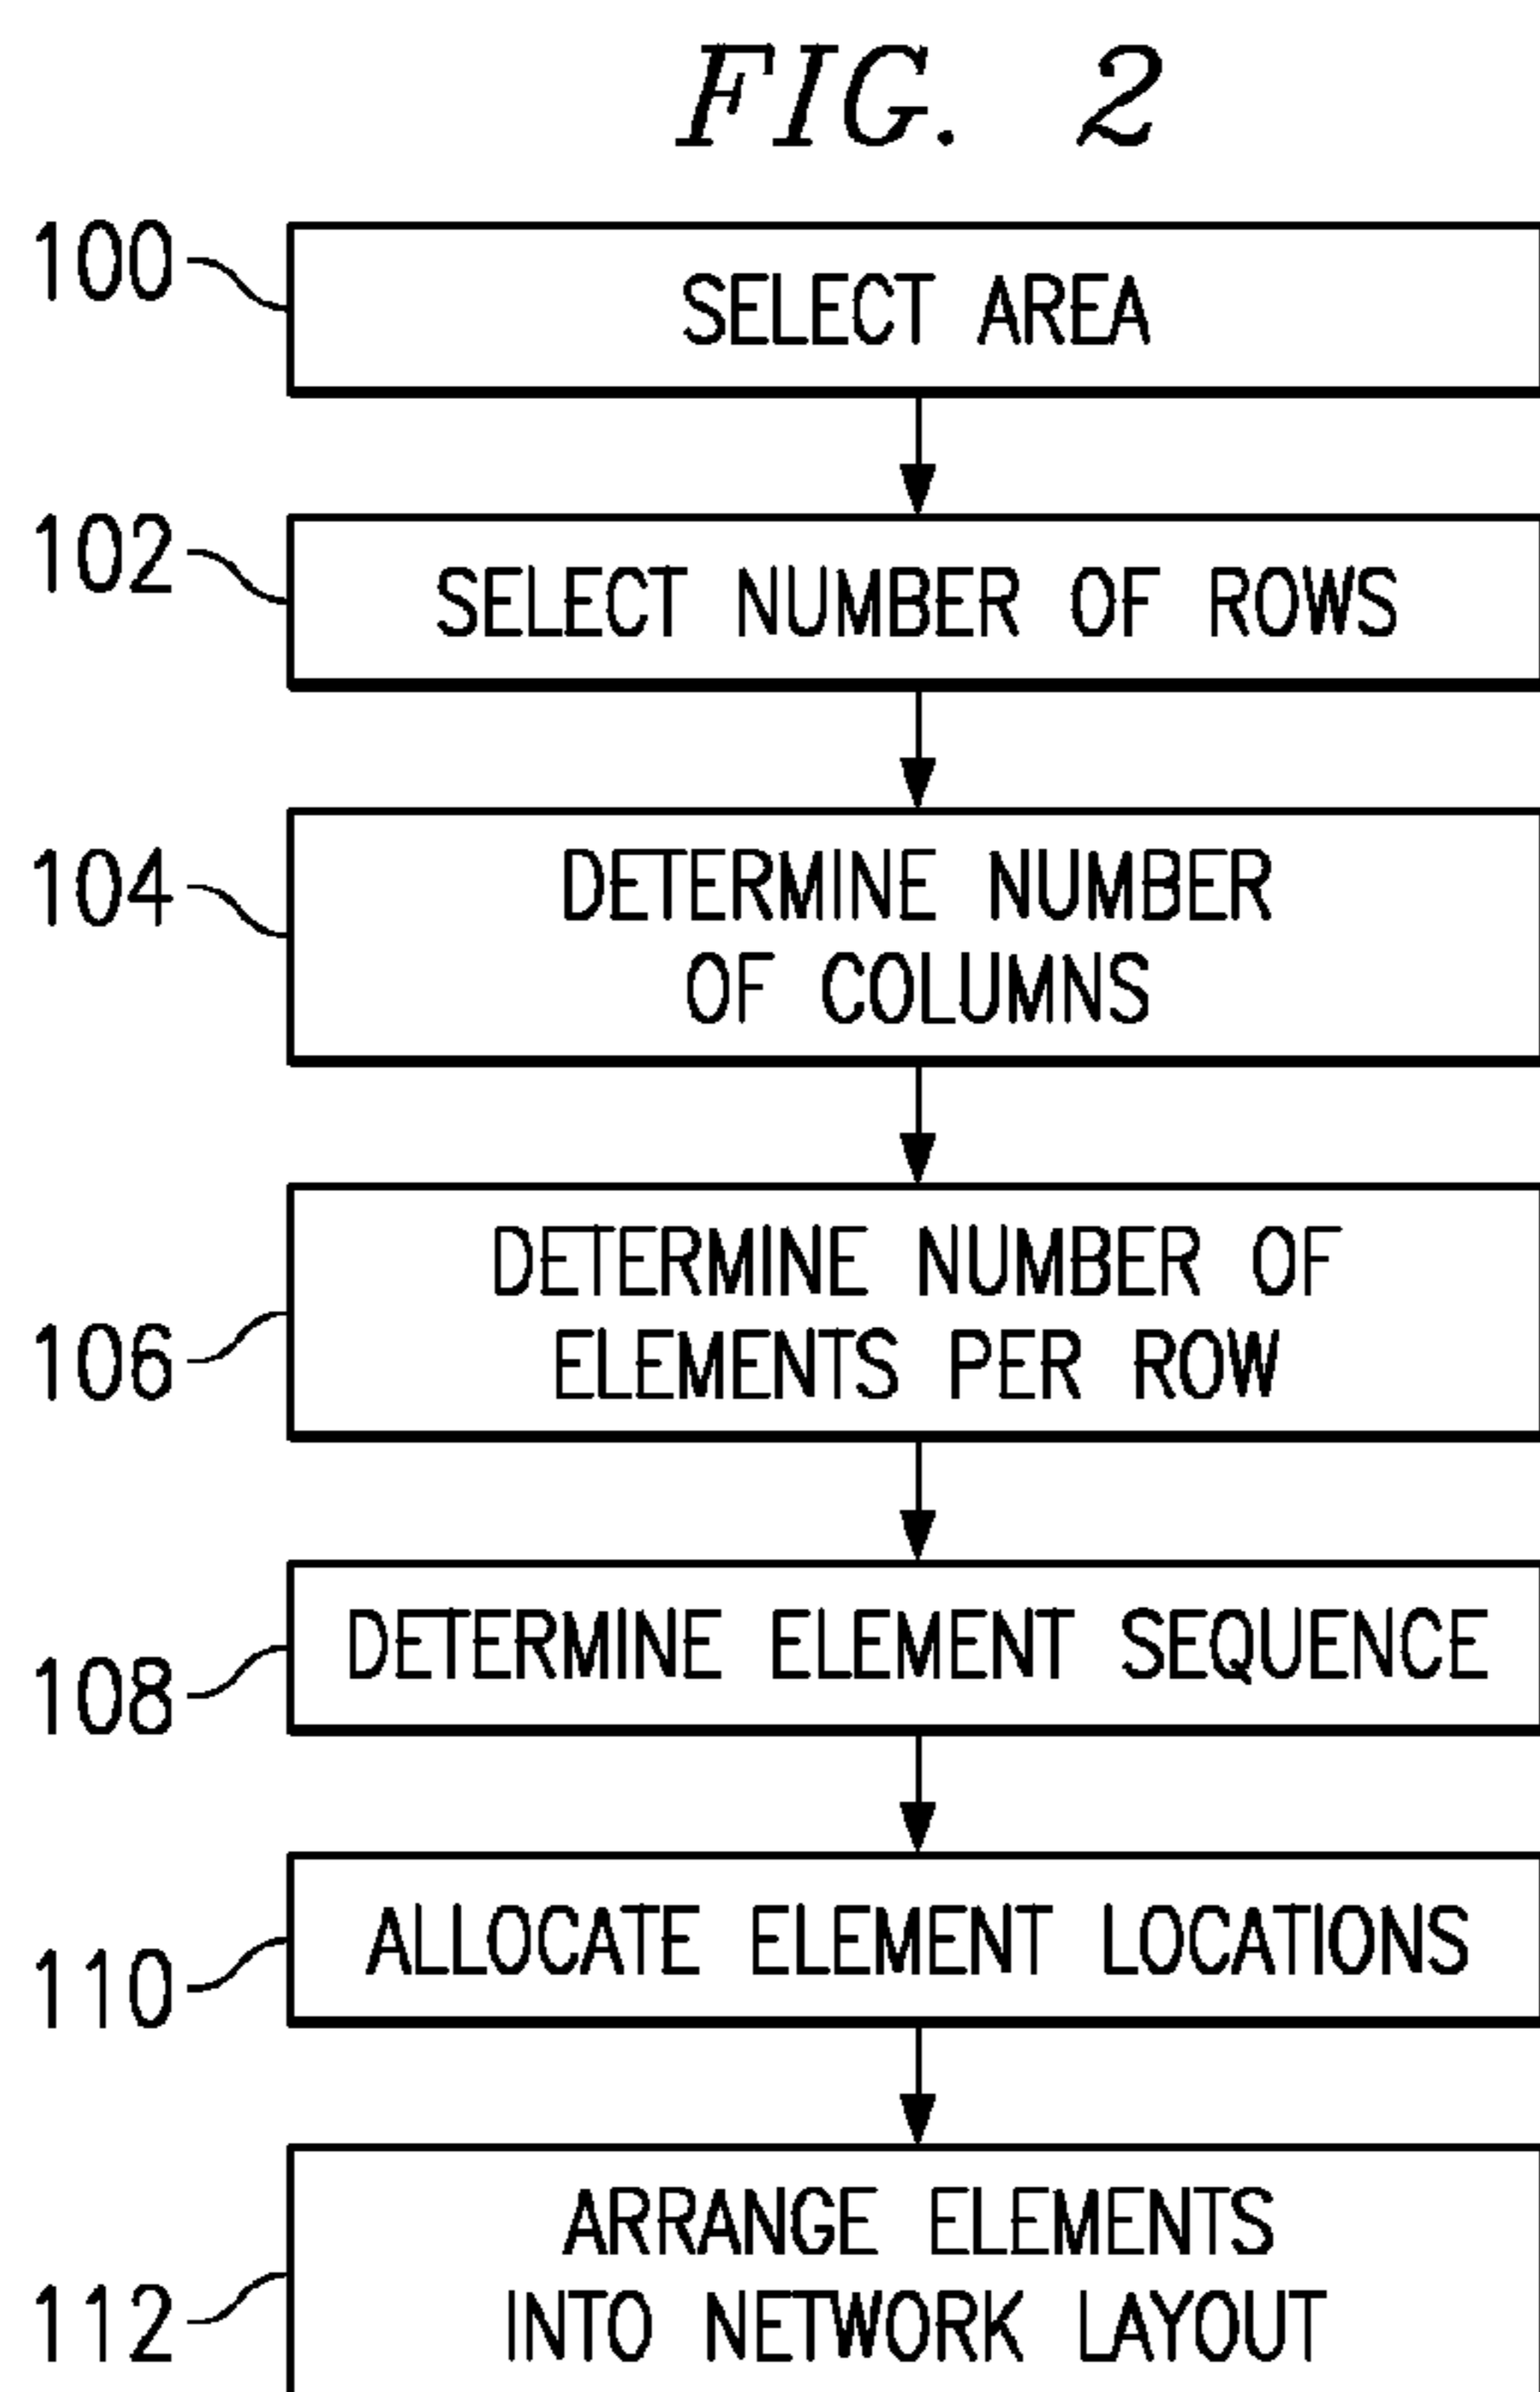 FIG. 2
100
SELECT AREA
102
SELECT NUMBER OF ROWS
104
DETERMINE NUMBER
OF COLUMNS
106
DETERMINE NUMBER OF
ELEMENTS PER ROW
108
DETERMINE ELEMENT SEQUENCE
110
ALLOCATE ELEMENT LOCATIONS
112
ARRANGE ELEMENTS
INTO NETWORK LAYOUT